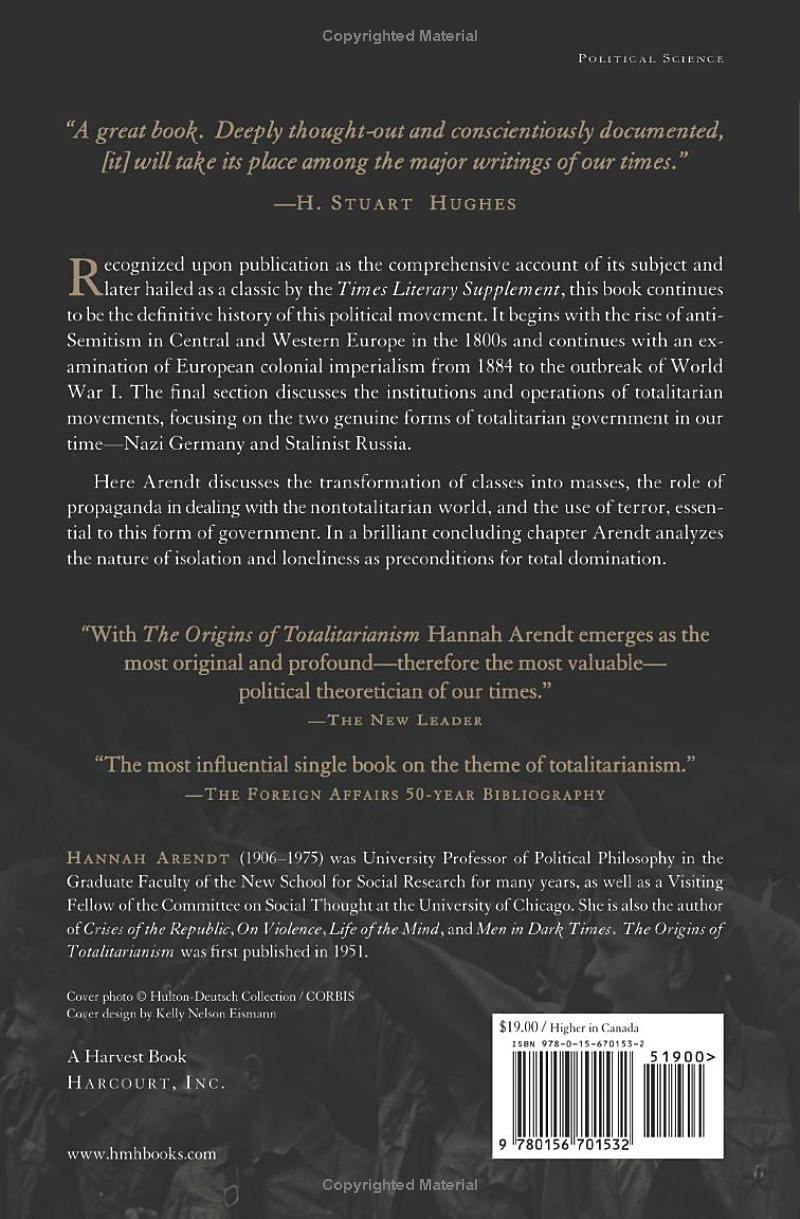 Copyrighted Material
POLITICAL SCIENCE
“A great book. Deeply thought-out and conscientiously documented,
[it] will take its place among the major writings of our times.”
—H. STUART HUGHES
Recognized upon publication as the comprehensive account of its subject and
later hailed as a classic by the Times Literary Supplement, this book continues
to be the definitive history of this political movement. It begins with the rise of anti-
Semitism in Central and Western Europe in the 1800s and continues with an ex-
amination of European colonial imperialism from 1884 to the outbreak of World
War I. The final section discusses the institutions and operations of totalitarian
movements, focusing on the two genuine forms of totalitarian government in our
time—Nazi Germany and Stalinist Russia.
Here Arendt discusses the transformation of classes into masses, the role of
propaganda in dealing with the nontotalitarian world, and the use of terror, essen-
tial to this form of government. In a brilliant concluding chapter Arendt analyzes
the nature of isolation and loneliness as preconditions for total domination.
“With The Origins of Totalitarianism Hannah Arendt emerges as the
most original and profound—therefore the most valuable—
political theoretician of our times.”
—THE NEW LEADER
“The most influential single book on the theme of totalitarianism.”
—THE FOREIGN AFFAIRS 50-YEAR BIBLIOGRAPHY
HANNAH ARENDT (1906–1975) was University Professor of Political Philosophy in the
Graduate Faculty of the New School for Social Research for many years, as well as a Visiting
Fellow of the Committee on Social Thought at the University of Chicago. She is also the author
of Crises of the Republic, On Violence, Life of the Mind, and Men in Dark Times. The Origins of
Totalitarianism was first published in 1951.
Cover photo © Hulton-Deutsch Collection / CORBIS
Cover design by Kelly Nelson Eismann
A Harvest Book
HARCOURT, INC.
www.hmhbooks.com
$19.00 / Higher in Canada
ISBN 978-0-15-670153-2
51900>
9 780156 701532
Copyrighted Material